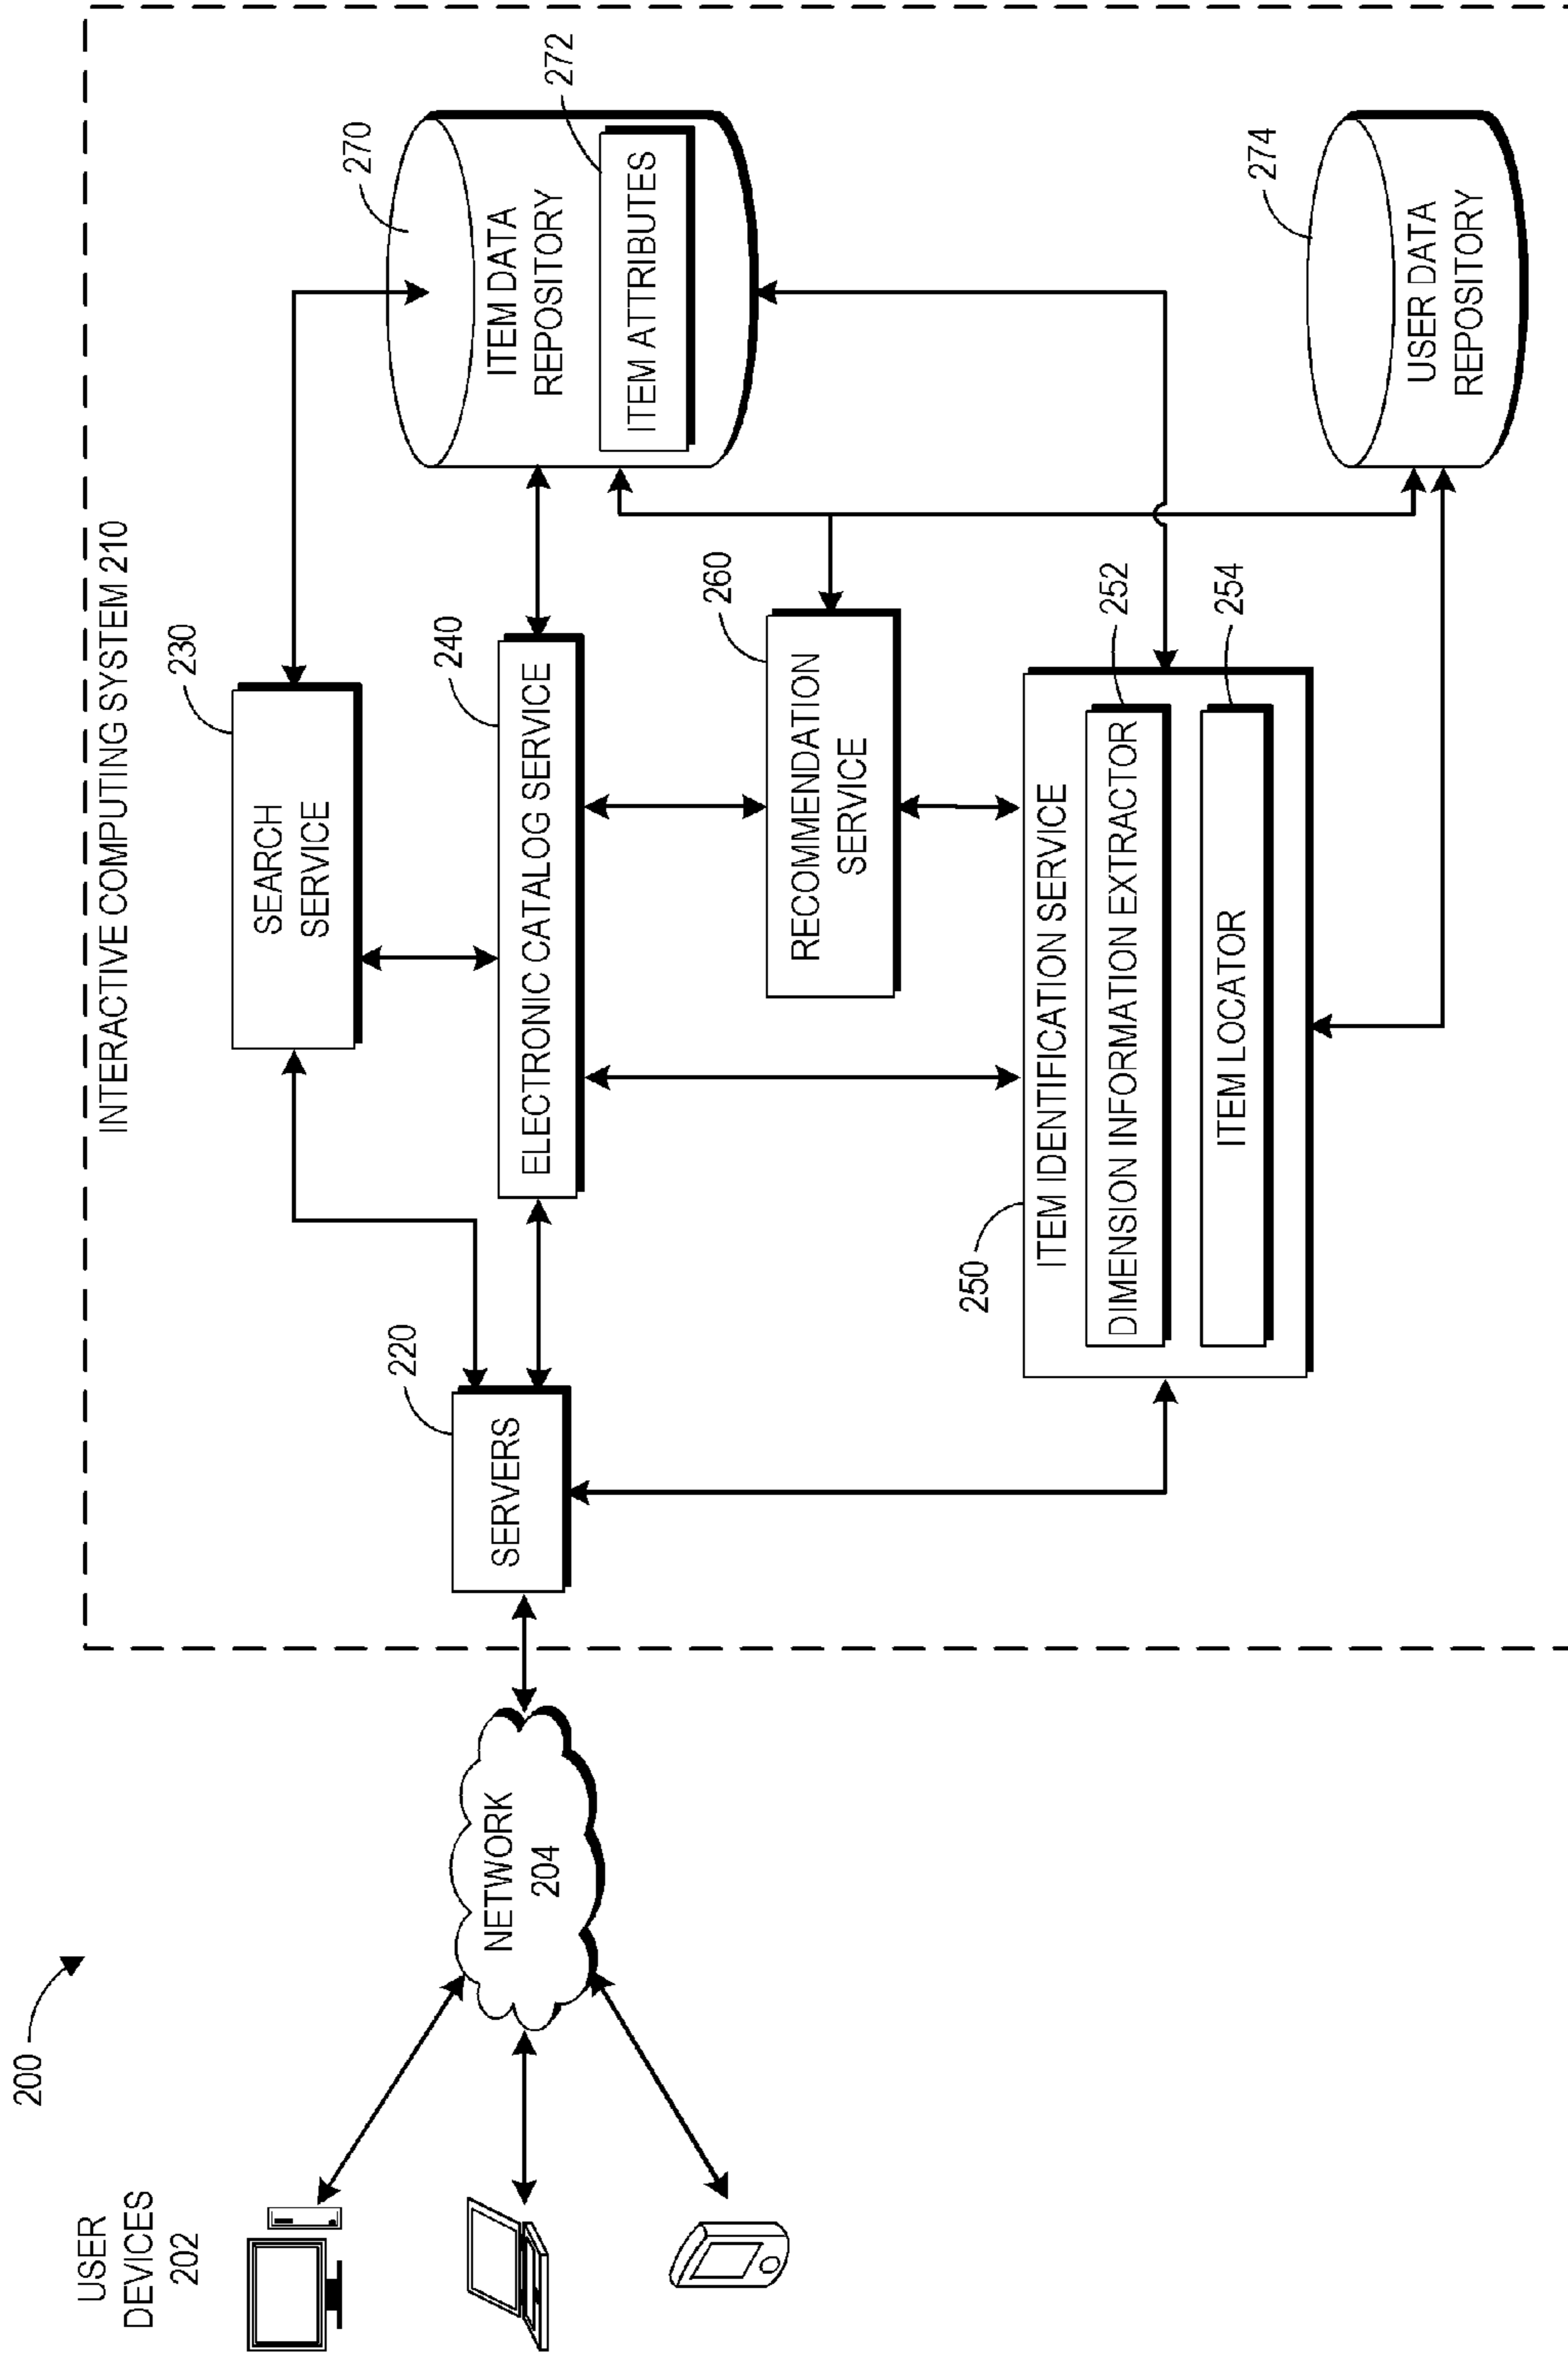 200
USER
DEVICES
202
NETWORK
204
INTERACTIVE COMPUTING SYSTEM 210
220
SERVERS
230
SEARCH
SERVICE
240
ELECTRONIC CATALOG SERVICE
260
RECOMMENDATION
SERVICE
250
ITEM IDENTIFICATION SERVICE
252
DIMENSION INFORMATION EXTRACTOR
254
ITEM LOCATOR
270
ITEM DATA
REPOSITORY
272
ITEM ATTRIBUTES
274
USER DATA
REPOSITORY